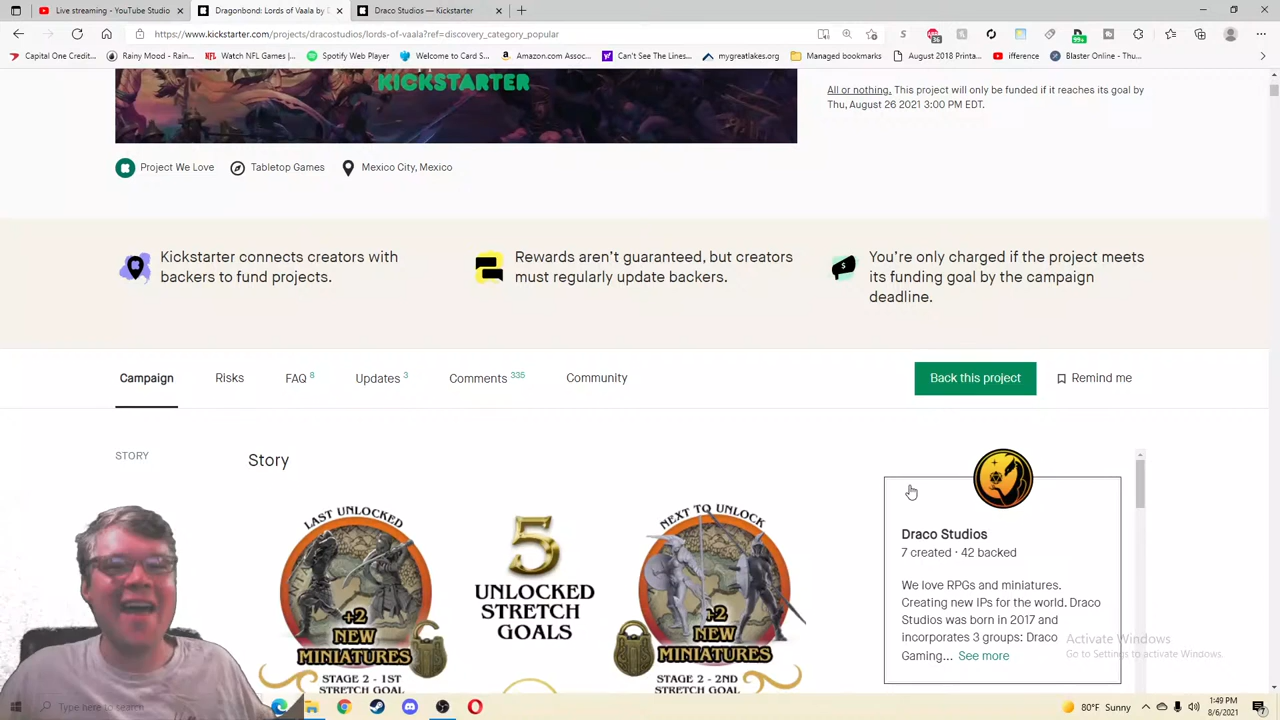 Live streaming - YouTube Studio
Dragonbond: Lords of Vaala by D
Draco Studios — Kickstarter
https://www.kickstarter.com/projects/dracostudios/lords-of-vaala?ref=discovery_category_popular
Capital One Credit...
Rainy Mood - Rain...
Watch NFL Games |...
Spotify Web Player
Welcome to Card S...
Amazon.com Assoc...
Can't See The Lines...
mygreatlakes.org
Managed bookmarks
August 2018 Printa...
ifference
Blaster Online - Thu...
KICKSTARTER
All or nothing. This project will only be funded if it reaches its goal by
Thu, August 26 2021 3:00 PM EDT.
Project We Love
Tabletop Games
Mexico City, Mexico
Kickstarter connects creators with
backers to fund projects.
Rewards aren't guaranteed, but creators
must regularly update backers.
You're only charged if the project meets
its funding goal by the campaign
deadline.
Campaign
Risks
FAQ 8
Updates 3
Comments 335
Community
Back this project
Remind me
STORY
Story
LAST UNLOCKED
+2
NEW
MINIATURES
STAGE 2 - 1ST
STRETCH GOAL
5
UNLOCKED
STRETCH
GOALS
NEXT TO UNLOCK
+2
NEW
MINIATURES
STAGE 2 - 2ND
STRETCH GOAL
Draco Studios
7 created · 42 backed
We love RPGs and miniatures.
Creating new IPs for the world. Draco
Studios was born in 2017 and
incorporates 3 groups: Draco
Gaming... See more
Activate Windows
Go to Settings to activate Windows.
Type here to search
80°F Sunny
1:49 PM
8/6/2021